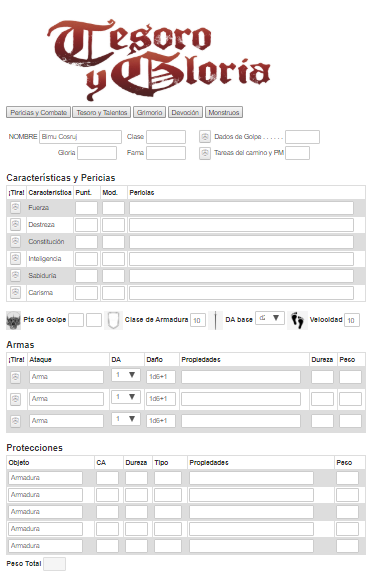 Tesoro
y Gloria
Pericias y Combate Tesoro y Talentos Grimorio Devoción Monstruos
NOMBRE Bimu Cosruj Clase Dados de Golpe . . . . . .
Gloria Fama Tareas del camino y PM
Características y Pericias
¡Tira! Característica Punt. Mod. Pericias
Fuerza
Destreza
Constitución
Inteligencia
Sabiduría
Carisma
Pts de Golpe Clase de Armadura 10 DA base Velocidad 10
Armas
¡Tira! Ataque DA Daño Propiedades Dureza Peso
Arma 1 1d6+1
Arma 1 1d6+1
Arma 1 1d6+1
Protecciones
Objeto CA Dureza Tipo Propiedades Peso
Armadura
Armadura
Armadura
Armadura
Armadura
Peso Total